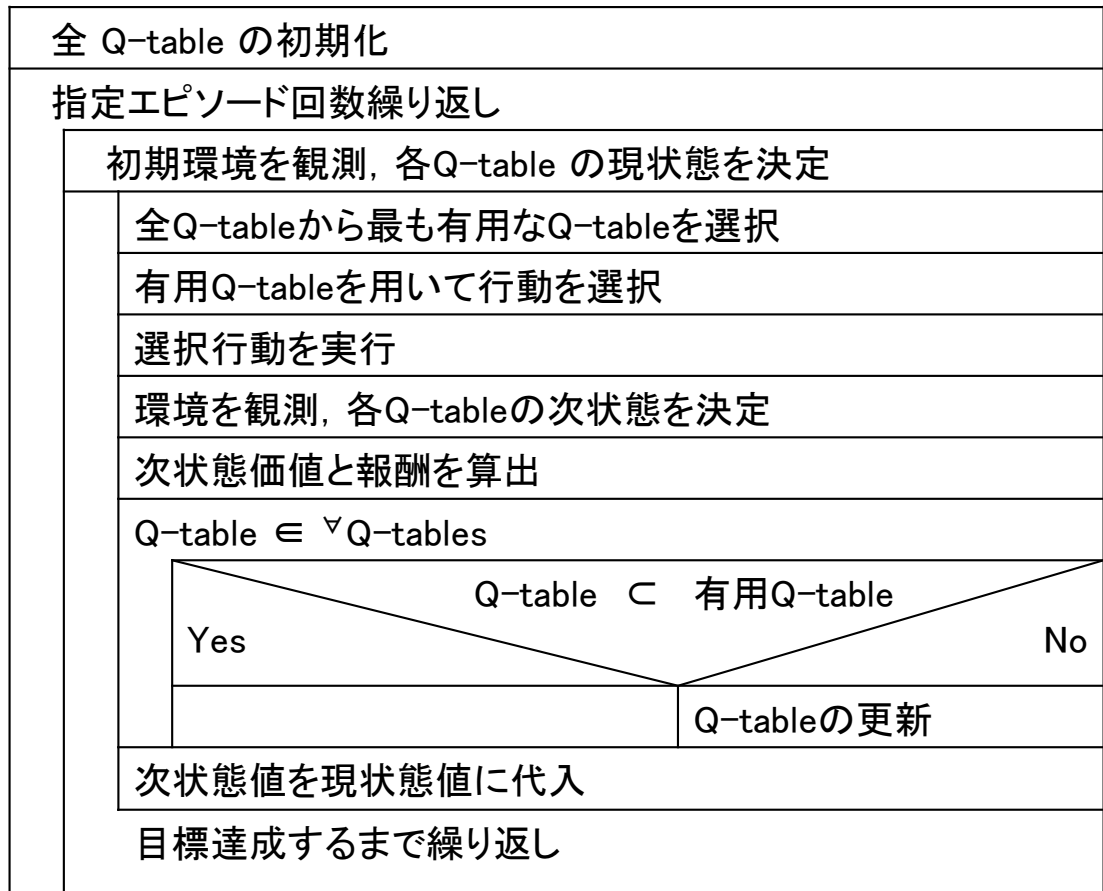 全 Q-table の初期化
指定エピソード回数繰り返し
初期環境を観測, 各Q-table の現状態を決定
全Q-tableから最も有用なQ-tableを選択
有用Q-tableを用いて行動を選択
選択行動を実行
環境を観測, 各Q-tableの次状態を決定
次状態価値と報酬を算出
Q-table ∈ ∀Q-tables
Q-table ⊂ 有用Q-table
Yes No
Q-tableの更新
次状態値を現状態値に代入
目標達成するまで繰り返し